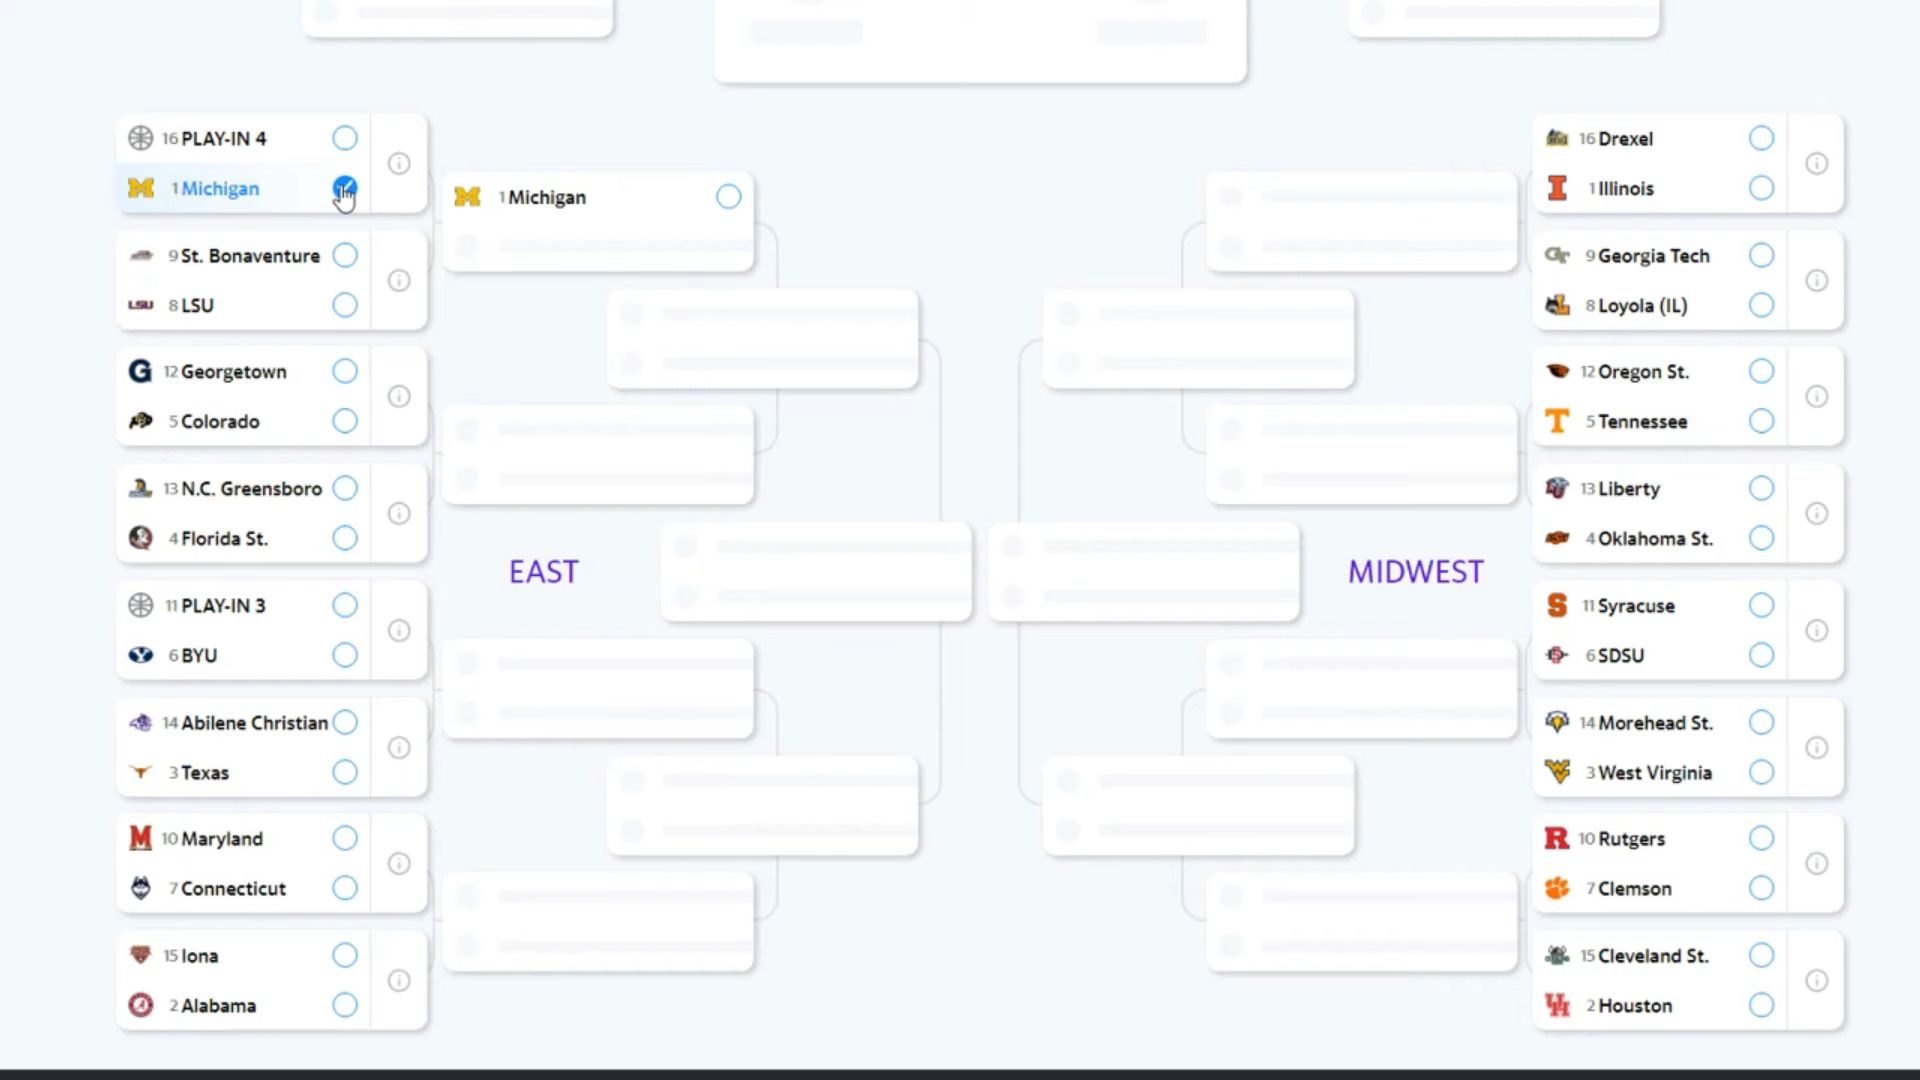 16 PLAY-IN 4
1 Michigan
9 St. Bonaventure
LSU 8 LSU
12 Georgetown
5 Colorado
13 N.C. Greensboro
4 Florida St.
11 PLAY-IN 3
6 BYU
14 Abilene Christian
3 Texas
10 Maryland
7 Connecticut
15 Iona
2 Alabama
1 Michigan
EAST
MIDWEST
16 Drexel
1 Illinois
9 Georgia Tech
8 Loyola (IL)
12 Oregon St.
5 Tennessee
13 Liberty
4 Oklahoma St.
11 Syracuse
6 SDSU
14 Morehead St.
3 West Virginia
10 Rutgers
7 Clemson
15 Cleveland St.
2 Houston